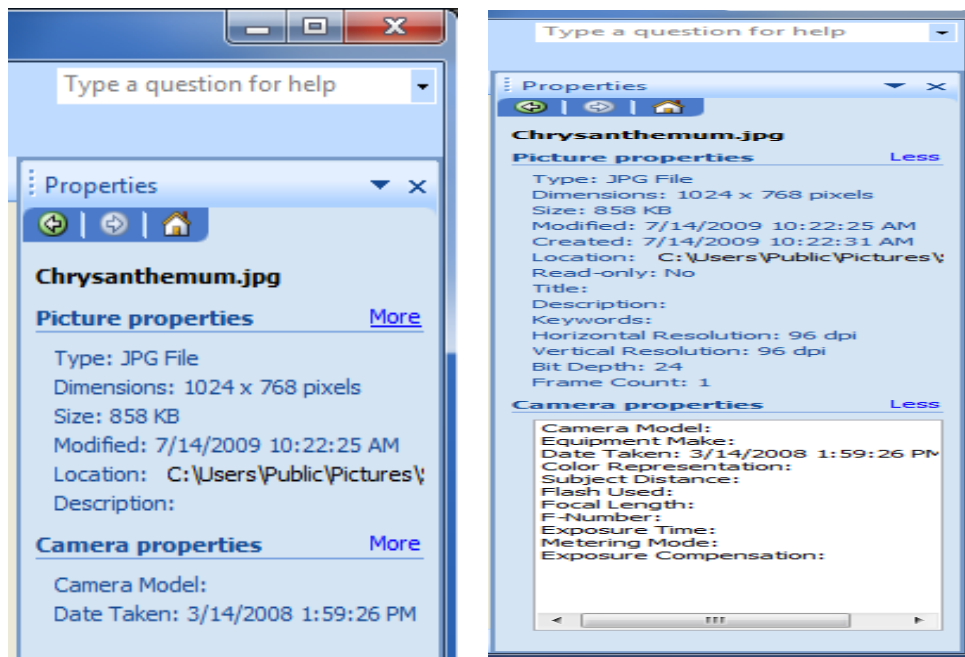 Type a question for help
Properties
Chrysanthemum.jpg
Picture properties More
Type: JPG File
Dimensions: 1024 x 768 pixels
Size: 858 KB
Modified: 7/14/2009 10:22:25 AM
Location: C:\Users\Public\Pictures\
Description:
Camera properties More
Camera Model:
Date Taken: 3/14/2008 1:59:26 PM
Type a question for help
Properties
Chrysanthemum.jpg
Picture properties Less
Type: JPG File
Dimensions: 1024 x 768 pixels
Size: 858 KB
Modified: 7/14/2009 10:22:25 AM
Created: 7/14/2009 10:22:31 AM
Location: C:\Users\Public\Pictures\
Read-only: No
Title:
Description:
Keywords:
Horizontal Resolution: 96 dpi
Vertical Resolution: 96 dpi
Bit Depth: 24
Frame Count: 1
Camera properties Less
Camera Model:
Equipment Make:
Date Taken: 3/14/2008 1:59:26 PM
Color Representation:
Subject Distance:
Flash Used:
Focal Length:
F-Number:
Exposure Time:
Metering Mode:
Exposure Compensation: